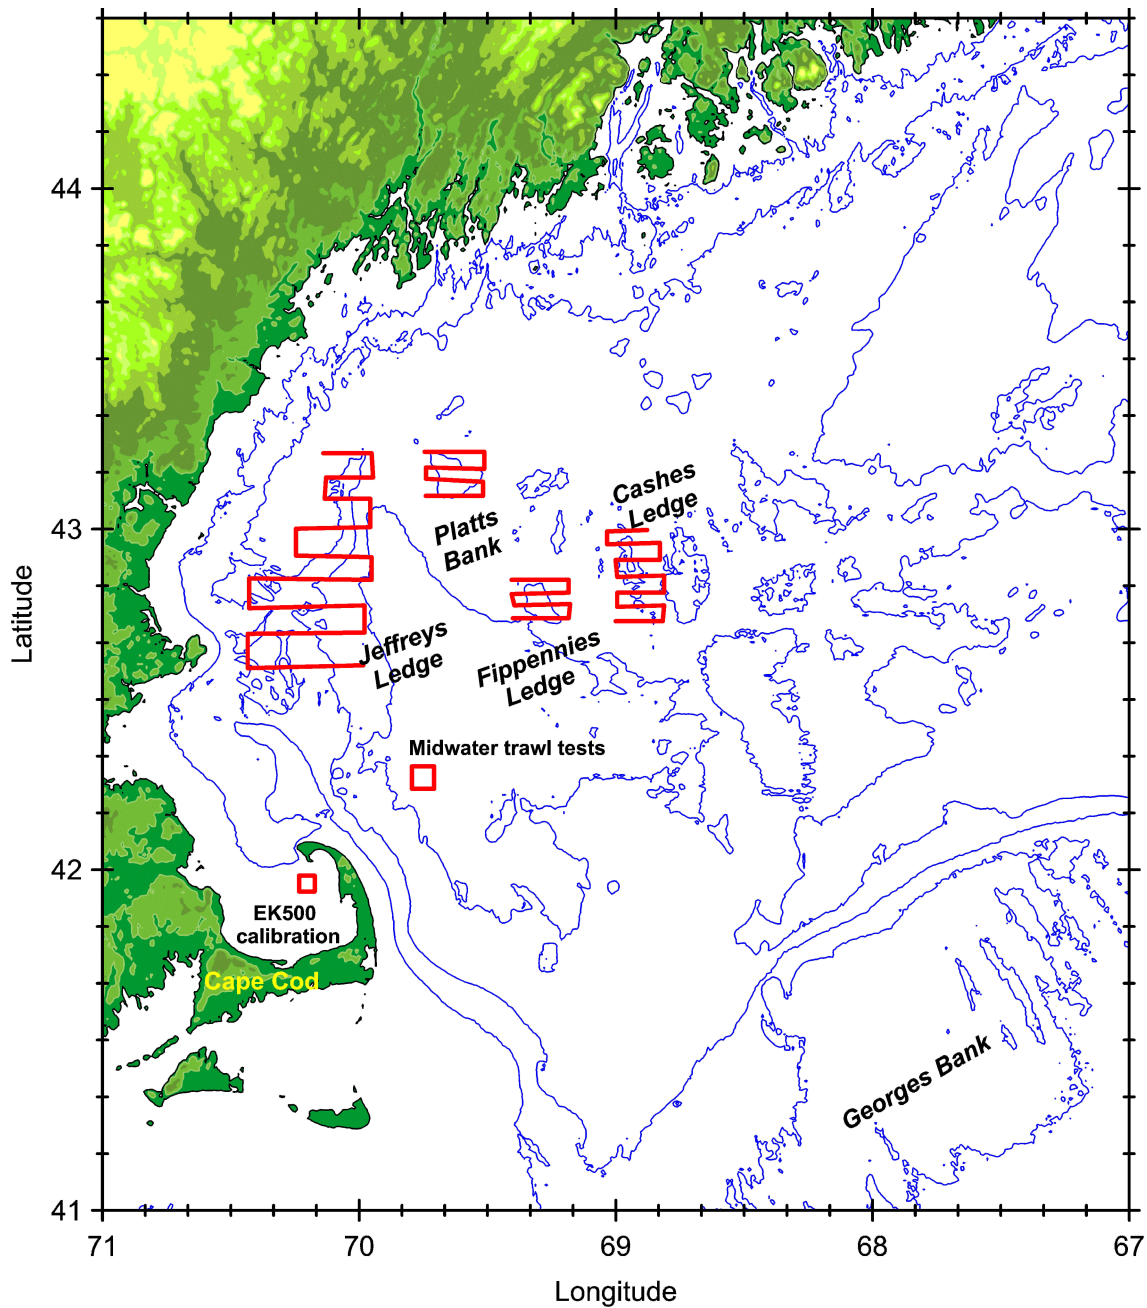 44
43
42
41
71
70
69
68
67
Latitude
Longitude
Cashes
Ledge
Platts
Bank
Jeffreys
Ledge
Fippennies
Ledge
Midwater trawl tests
EK500
calibration
Cape Cod
Georges Bank